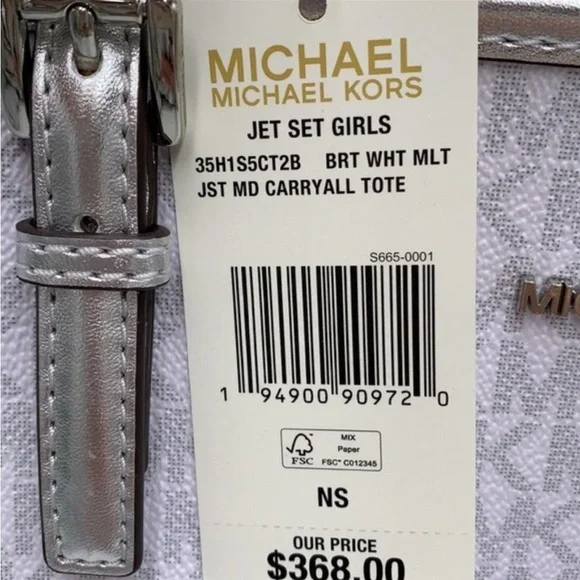 MICHAEL
MICHAEL KORS
JET SET GIRLS
35H1S5CT2B BRT WHT MLT
JST MD CARRYALL TOTE
S665-0001
1 94900 90972 0
FSC
MIX
Paper
FSC® C012345
NS
OUR PRICE
$368.00
MK